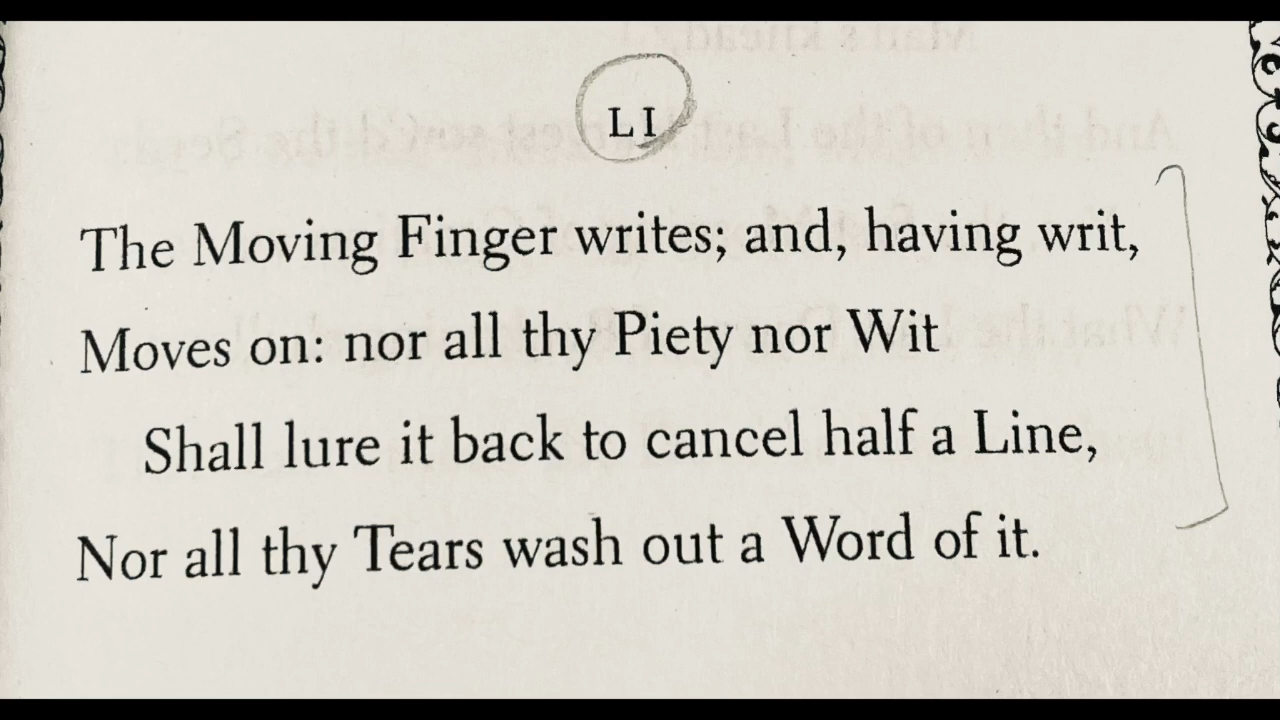 LI
The Moving Finger writes; and, having writ,
Moves on: nor all thy Piety nor Wit
Shall lure it back to cancel half a Line,
Nor all thy Tears wash out a Word of it.